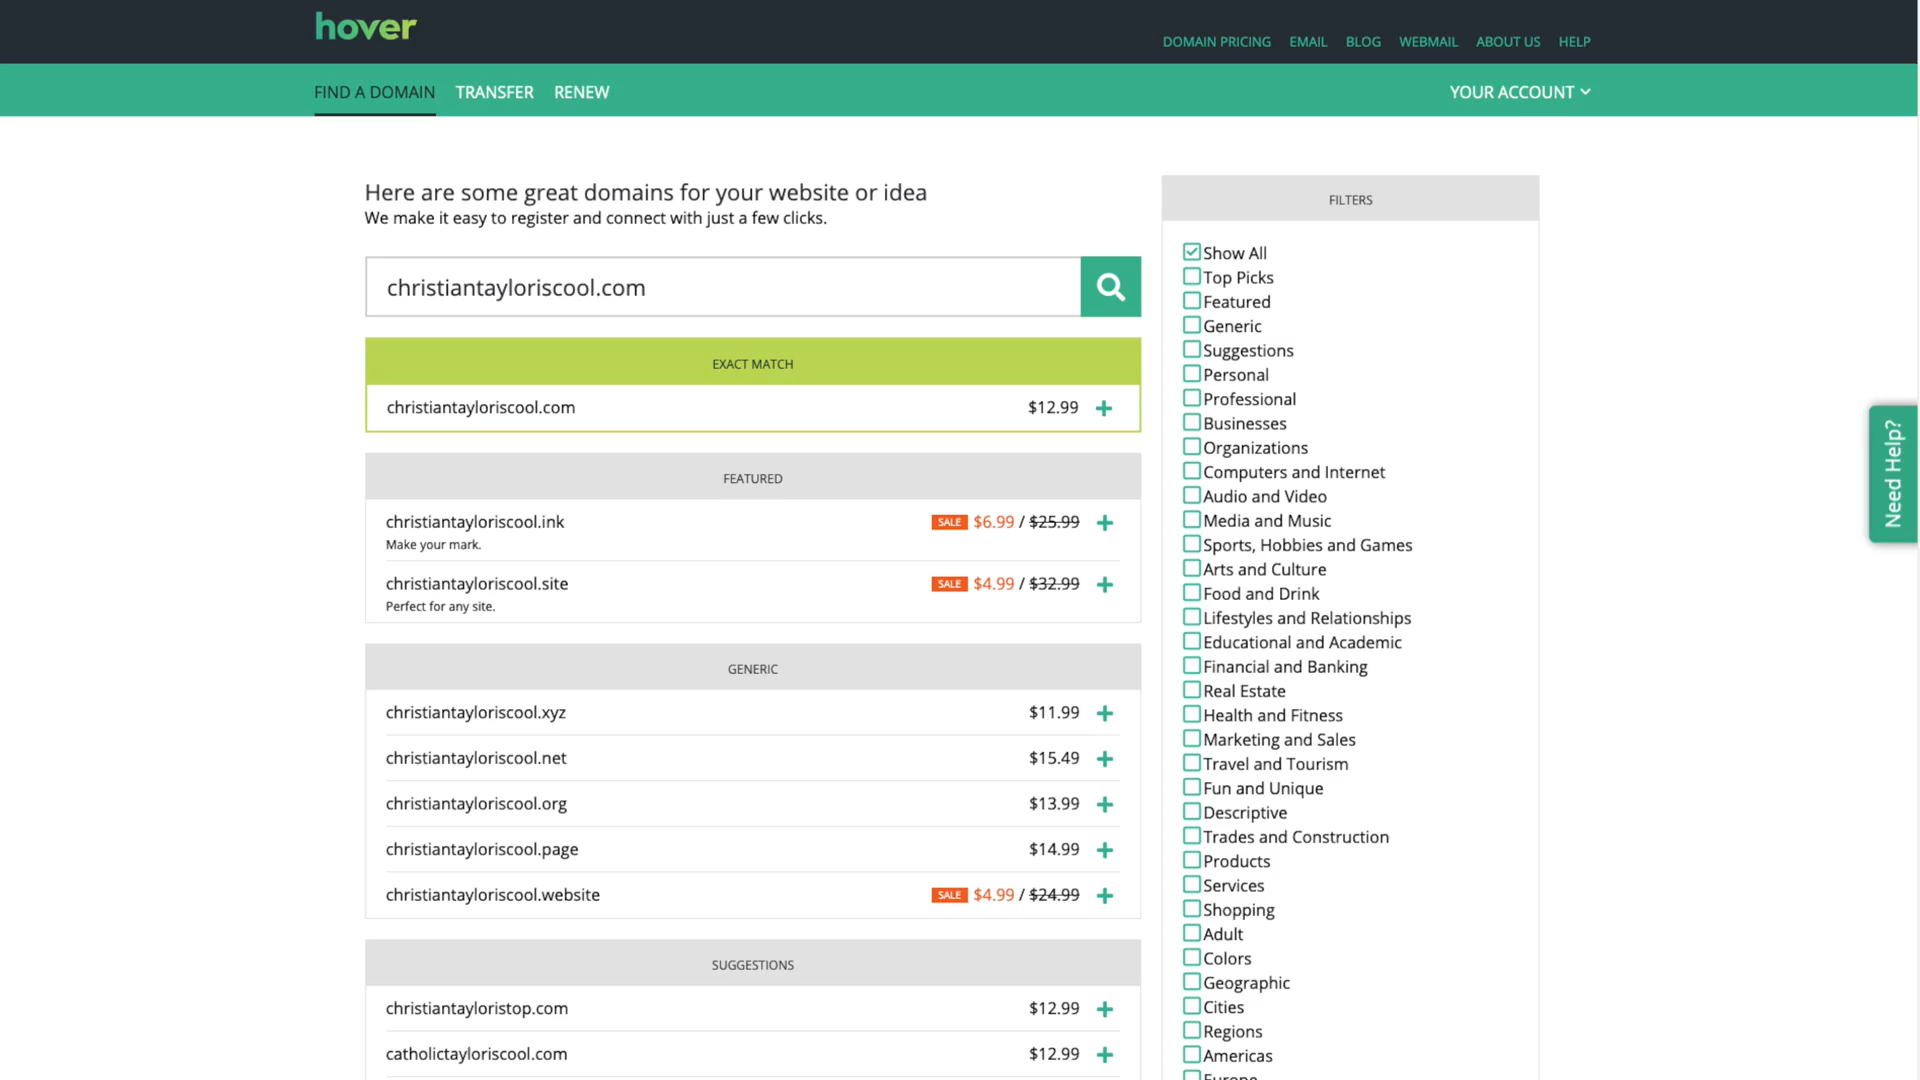 hover
DOMAIN PRICING EMAIL BLOG WEBMAIL ABOUT US HELP
FIND A DOMAIN TRANSFER RENEW YOUR ACCOUNT
Here are some great domains for your website or idea
We make it easy to register and connect with just a few clicks.
christiantayloriscool.com
EXACT MATCH
christiantayloriscool.com $12.99 +
FEATURED
christiantayloriscool.ink SALE $6.99 / $25.99 +
Make your mark.
christiantayloriscool.site SALE $4.99 / $32.99 +
Perfect for any site.
GENERIC
christiantayloriscool.xyz $11.99 +
christiantayloriscool.net $15.49 +
christiantayloriscool.org $13.99 +
christiantayloriscool.page $14.99 +
christiantayloriscool.website SALE $4.99 / $24.99 +
SUGGESTIONS
christiantayloristop.com $12.99 +
catholictayloriscool.com $12.99 +
FILTERS
Show All
Top Picks
Featured
Generic
Suggestions
Personal
Professional
Businesses
Organizations
Computers and Internet
Audio and Video
Media and Music
Sports, Hobbies and Games
Arts and Culture
Food and Drink
Lifestyles and Relationships
Educational and Academic
Financial and Banking
Real Estate
Health and Fitness
Marketing and Sales
Travel and Tourism
Fun and Unique
Descriptive
Trades and Construction
Products
Services
Shopping
Adult
Colors
Geographic
Cities
Regions
Americas
Europe
Need Help?